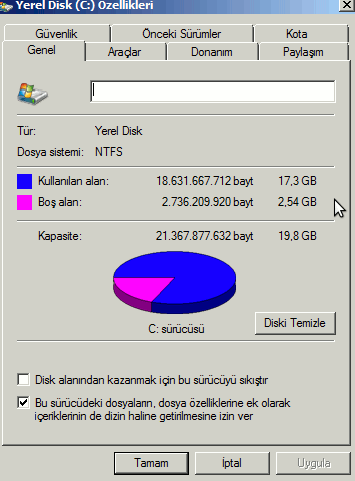 Yerel Disk (C:) Özellikleri
Güvenlik Önceki Sürümler Kota
Genel Araçlar Donanım Paylaşım
Tür: Yerel Disk
Dosya sistemi: NTFS
Kullanılan alan: 18.631.667.712 bayt 17,3 GB
Boş alan: 2.736.209.920 bayt 2,54 GB
Kapasite: 21.367.877.632 bayt 19,8 GB
C: sürücüsü
Diski Temizle
Disk alanından kazanmak için bu sürücüyü sıkıştır
Bu sürücüdeki dosyaların, dosya özelliklerine ek olarak
içeriklerinin de dizin haline getirilmesine izin ver
Tamam İptal Uygula